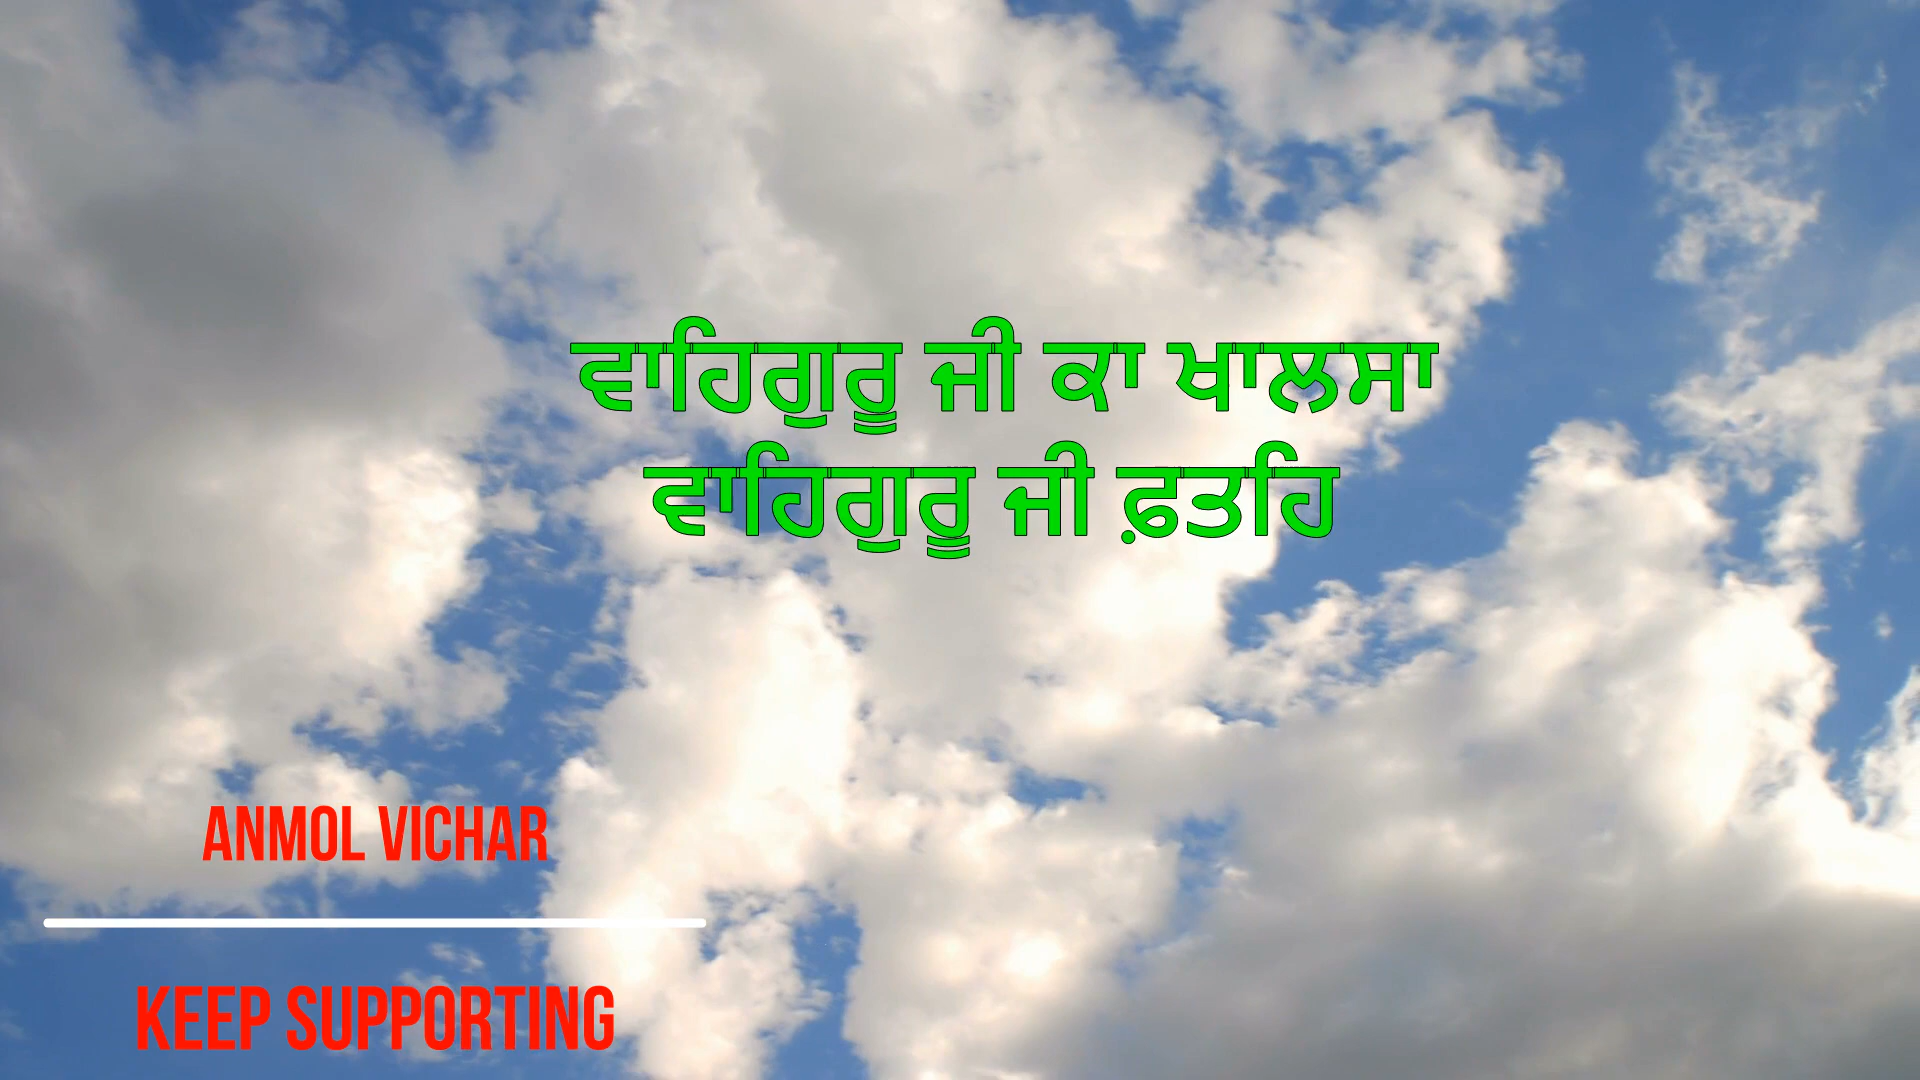 ਵਾਹਿਗੁਰੂ ਜੀ ਕਾ ਖਾਲਸਾ
ਵਾਹਿਗੁਰੂ ਜੀ ਫ਼ਤਹਿ
ANMOL VICHAR
KEEP SUPPORTING